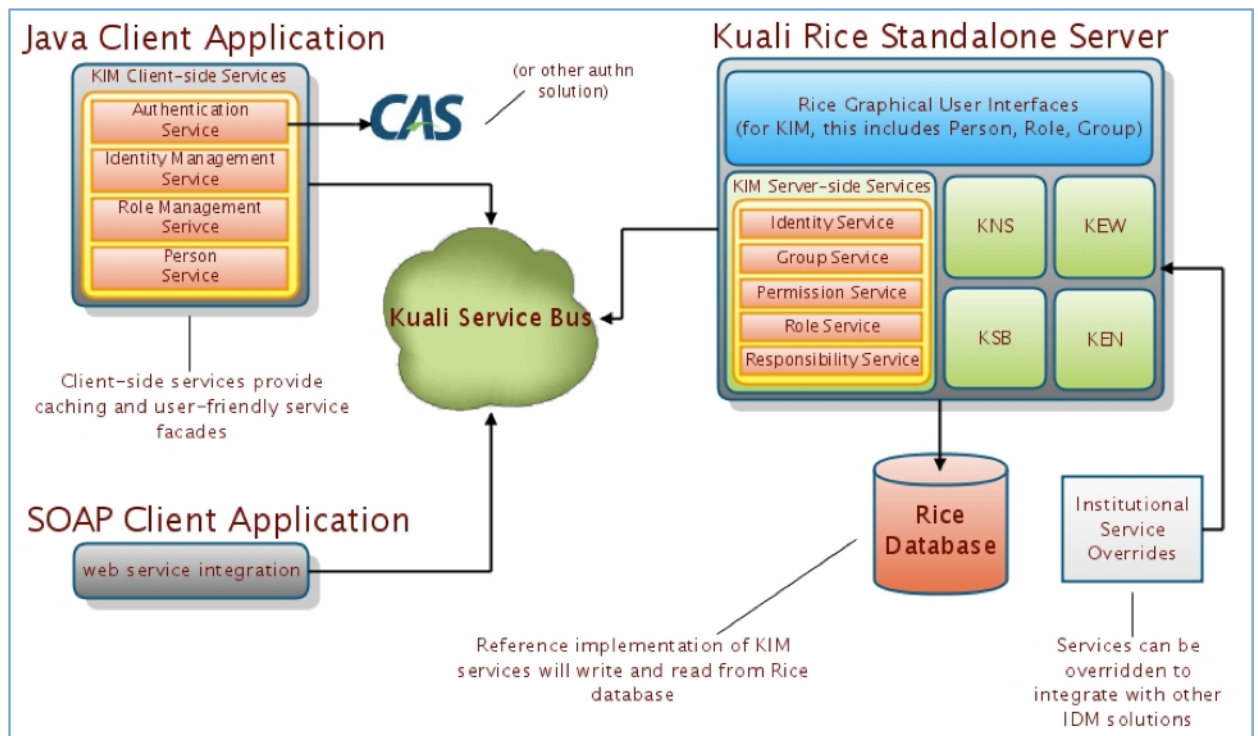 Java Client Application
KIM Client-side Services
Authentication
Service
Identity Management
Service
Role Management
Serivce
Person
Service
CAS
(or other authn
solution)
Client-side services provide
caching and user-friendly service
facades
Kuali Service Bus
SOAP Client Application
web service integration
Kuali Rice Standalone Server
Rice Graphical User Interfaces
(for KIM, this includes Person, Role, Group)
KIM Server-side Services
Identity Service
Group Service
Permission Service
Role Service
Responsibility Service
KNS
KEW
KSB
KEN
Rice
Database
Reference implementation of KIM
services will write and read from Rice
database
Institutional
Service
Overrides
Services can be
overridden to
integrate with other
IDM solutions